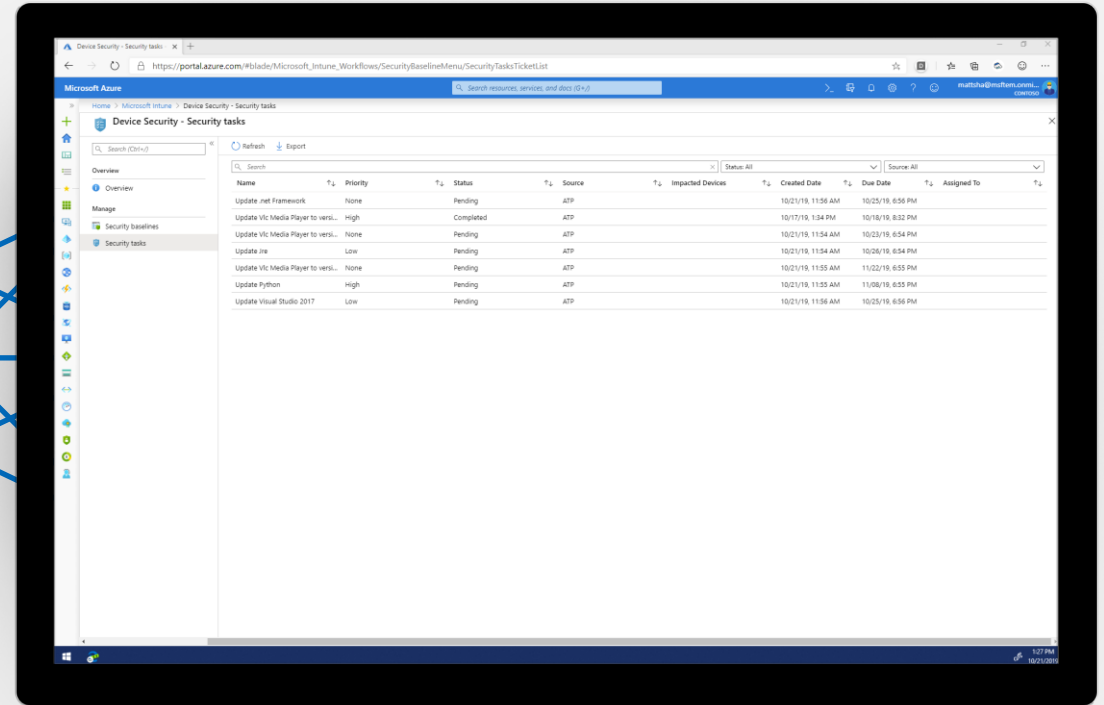 Device Security - Security tasks
https://portal.azure.com/#blade/Microsoft_Intune_Workflows/SecurityBaselineMenu/SecurityTasksTicketList
Microsoft Azure Search resources, services, and docs (G+/) mattsha@msftem.onmi...
CONTOSO
Home > Microsoft Intune > Device Security - Security tasks
Device Security - Security tasks
Search (Ctrl+/) Refresh Export
Search Status: All Source: All
Overview
Name Priority Status Source Impacted Devices Created Date Due Date Assigned To
Overview
Update .net Framework None Pending ATP 10/21/19, 11:56 AM 10/25/19, 6:56 PM
Manage
Update Vlc Media Player to versi... High Completed ATP 10/17/19, 1:34 PM 10/18/19, 8:32 PM
Security baselines
Update Vlc Media Player to versi... None Pending ATP 10/21/19, 11:54 AM 10/23/19, 6:54 PM
Security tasks
Update Jre Low Pending ATP 10/21/19, 11:54 AM 10/26/19, 6:54 PM
Update Vlc Media Player to versi... None Pending ATP 10/21/19, 11:55 AM 11/22/19, 6:55 PM
Update Python High Pending ATP 10/21/19, 11:55 AM 11/08/19, 6:55 PM
Update Visual Studio 2017 Low Pending ATP 10/21/19, 11:56 AM 10/25/19, 6:56 PM
1:27 PM
10/21/2019